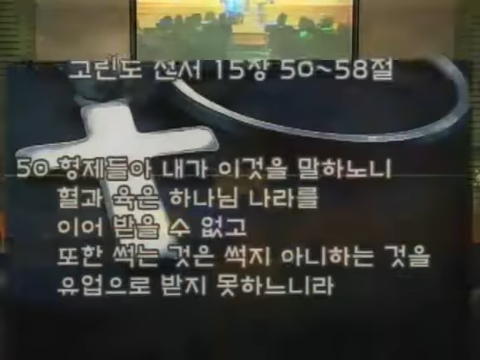 고린도 전서 15장 50~58절
50 형제들아 내가 이것을 말하노니
혈과 육은 하나님 나라를
이어 받을 수 없고
또한 썩는 것은 썩지 아니하는 것을
유업으로 받지 못하느니라